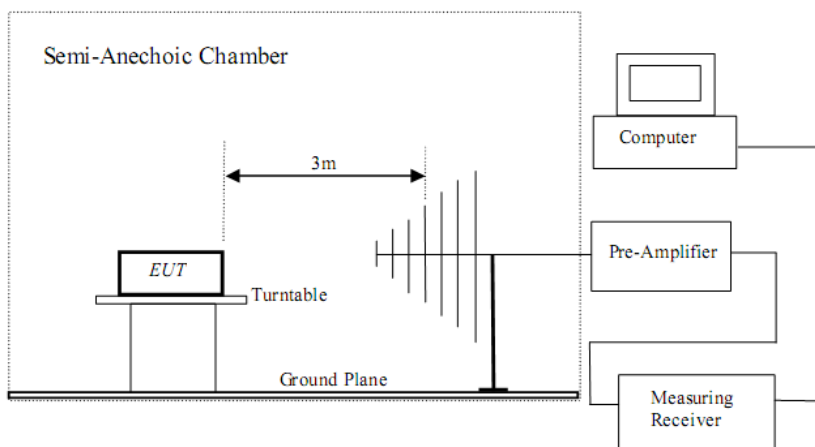 Semi-Anechoic Chamber
Computer
3m
Pre-Amplifier
EUT
Turntable
Ground Plane
Measuring
Receiver